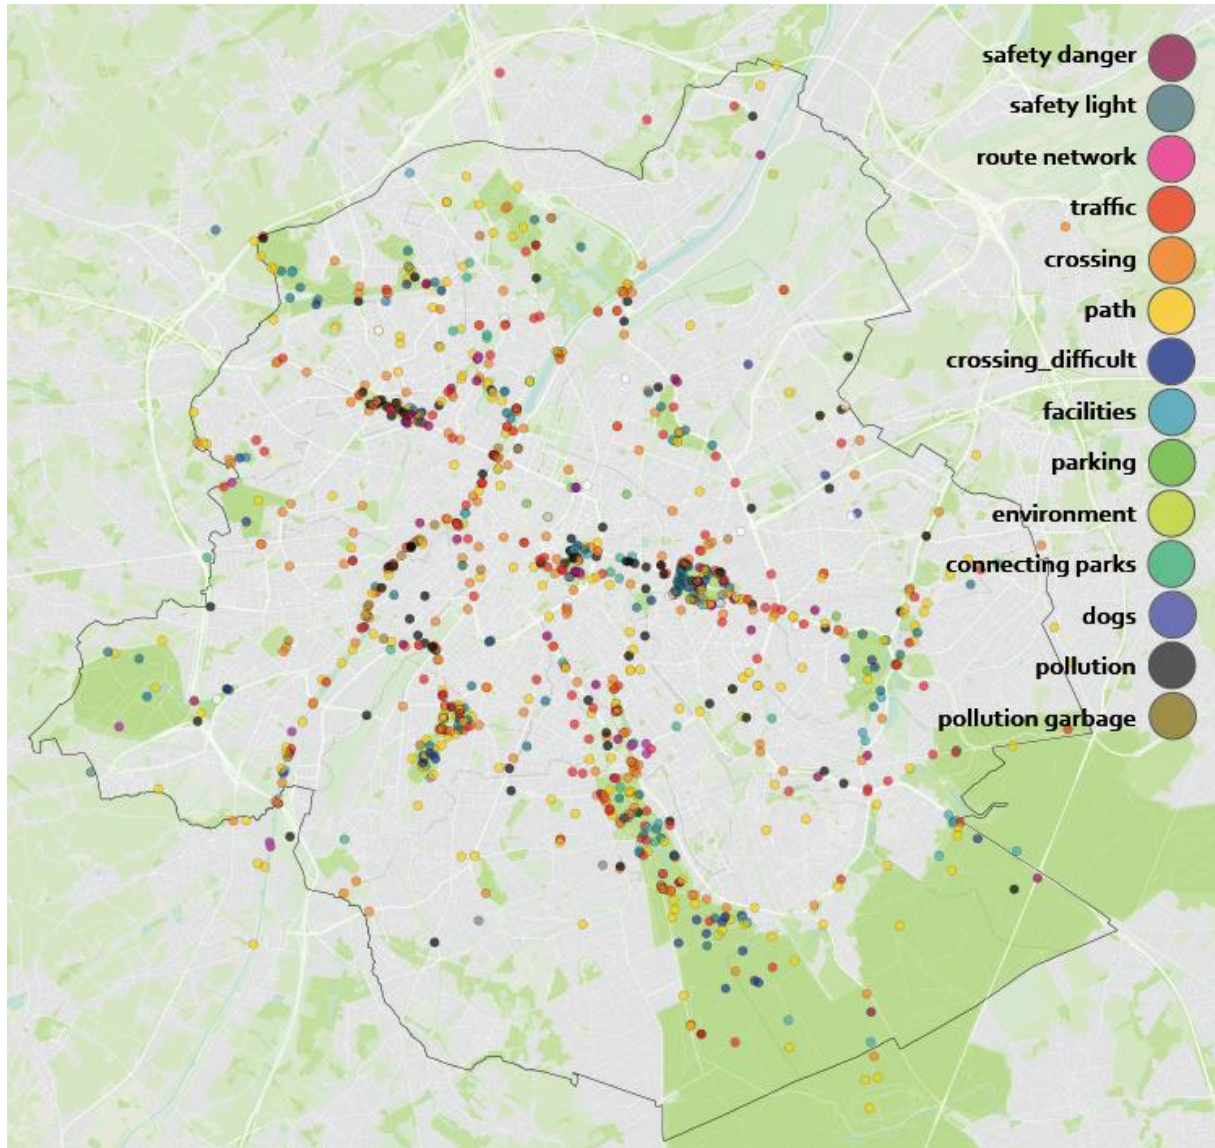 safety danger
safety light
route network
traffic
crossing
path
crossing_difficult
facilities
parking
environment
connecting parks
dogs
pollution
pollution garbage